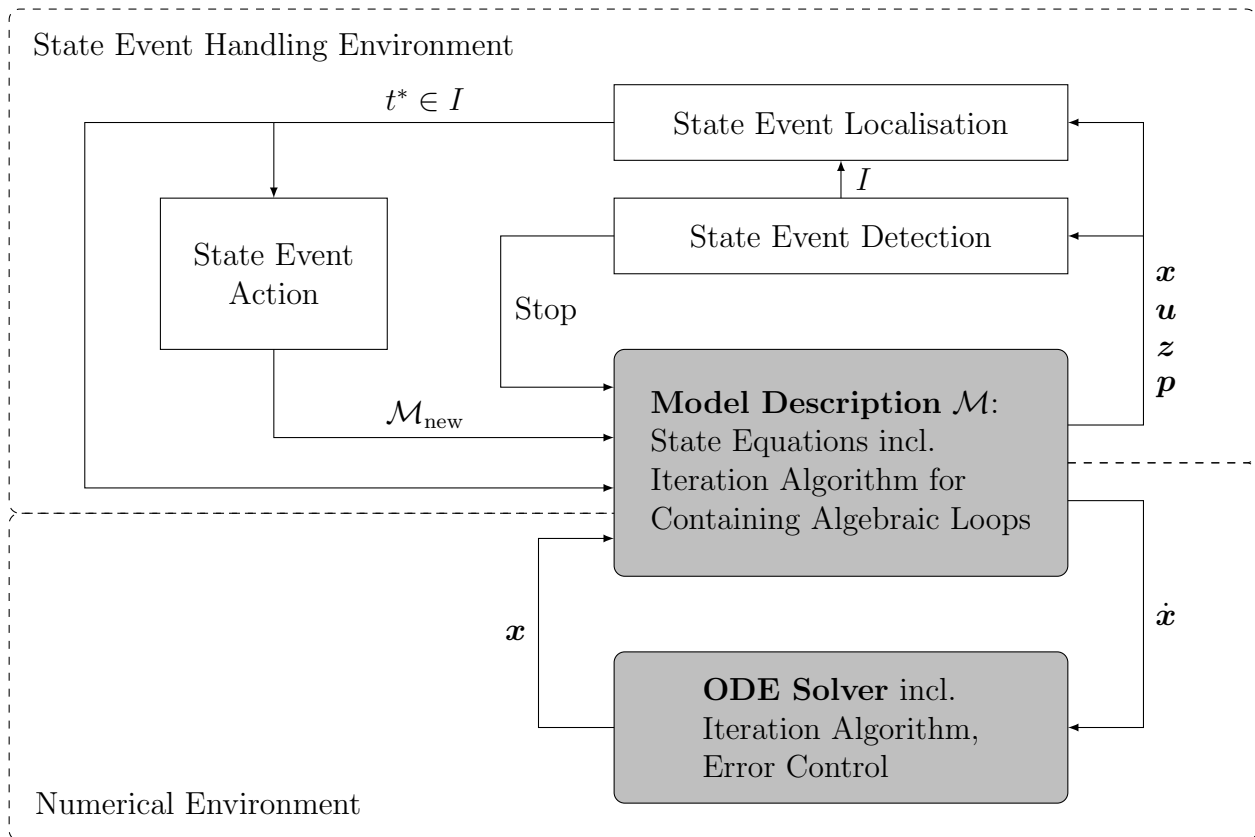 State Event Handling Environment
t* ∈ I
State Event Localisation
I
State Event
Action
State Event Detection
Stop
x
u
z
p
Model Description ℳ:
State Equations incl.
Iteration Algorithm for
Containing Algebraic Loops
ℳnew
x
ẋ
ODE Solver incl.
Iteration Algorithm,
Error Control
Numerical Environment